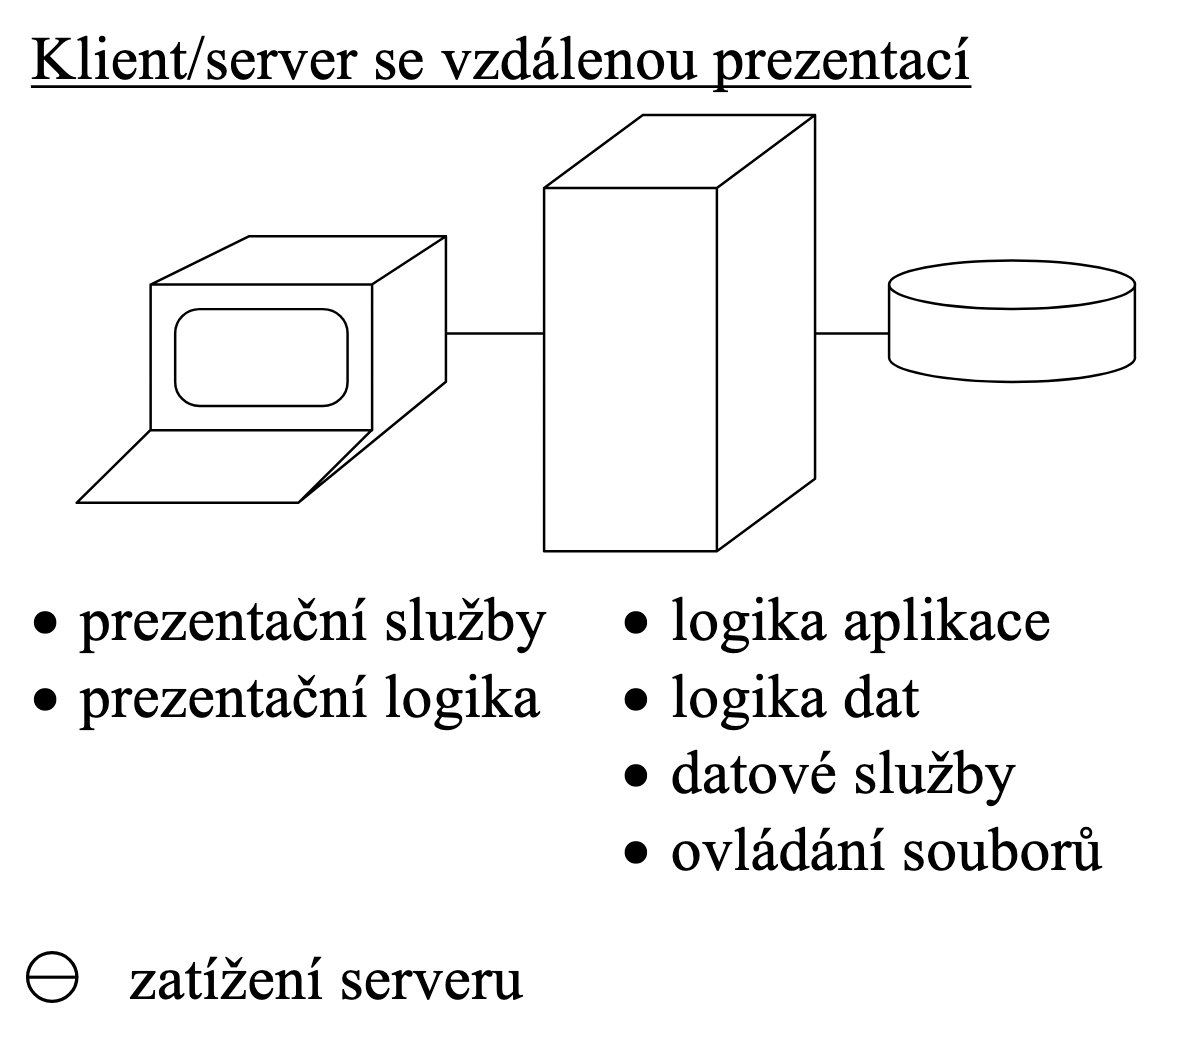 Klient/server se vzdálenou prezentací
• prezentační služby
• prezentační logika
• logika aplikace
• logika dat
• datové služby
• ovládání souborů
⊖ zatížení serveru